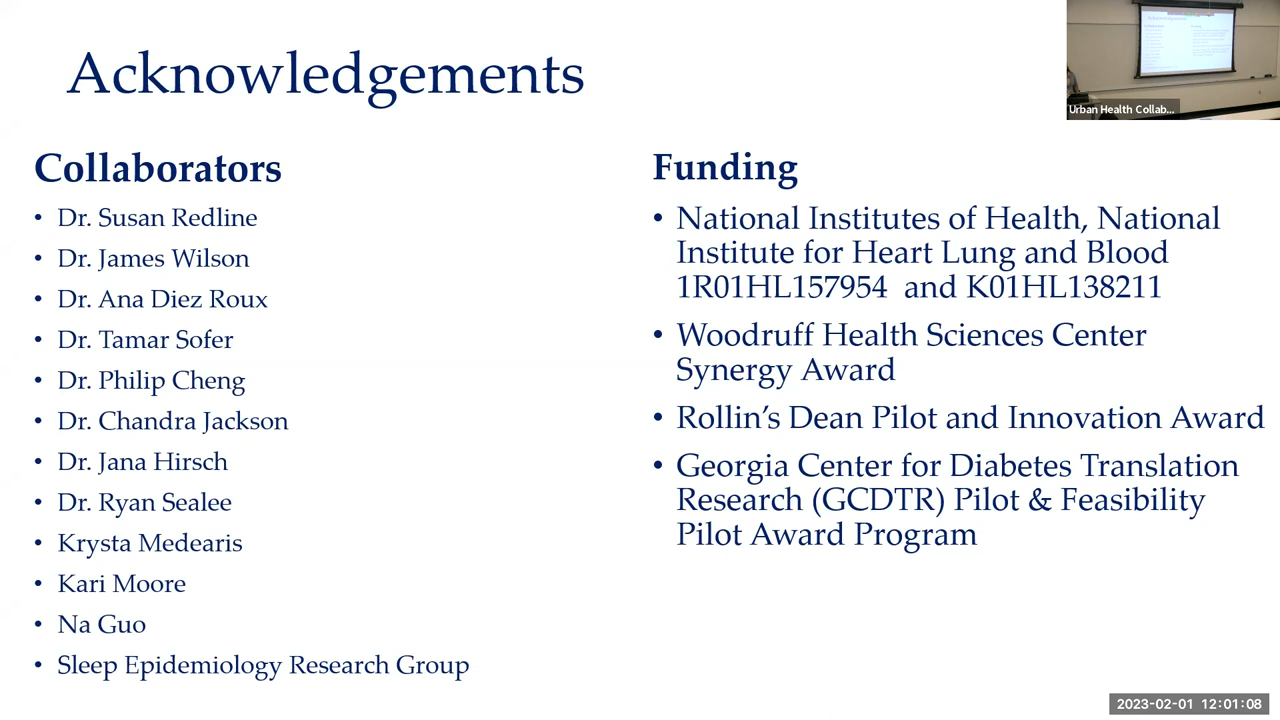 Acknowledgements
Urban Health Collab...
Collaborators
• Dr. Susan Redline
• Dr. James Wilson
• Dr. Ana Diez Roux
• Dr. Tamar Sofer
• Dr. Philip Cheng
• Dr. Chandra Jackson
• Dr. Jana Hirsch
• Dr. Ryan Sealee
• Krysta Medearis
• Kari Moore
• Na Guo
• Sleep Epidemiology Research Group
Funding
• National Institutes of Health, National
Institute for Heart Lung and Blood
1R01HL157954 and K01HL138211
• Woodruff Health Sciences Center
Synergy Award
• Rollin's Dean Pilot and Innovation Award
• Georgia Center for Diabetes Translation
Research (GCDTR) Pilot & Feasibility
Pilot Award Program
2023-02-01 12:01:08